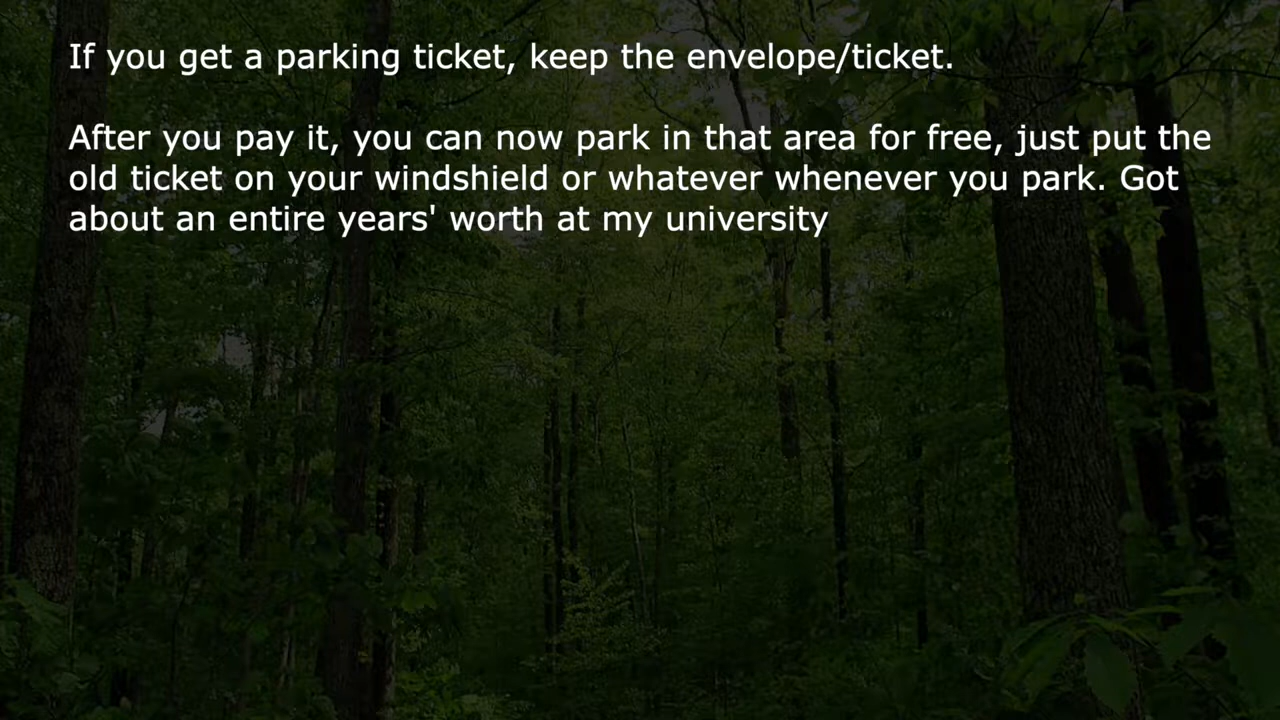 If you get a parking ticket, keep the envelope/ticket.
After you pay it, you can now park in that area for free, just put the
old ticket on your windshield or whatever whenever you park. Got
about an entire years' worth at my university